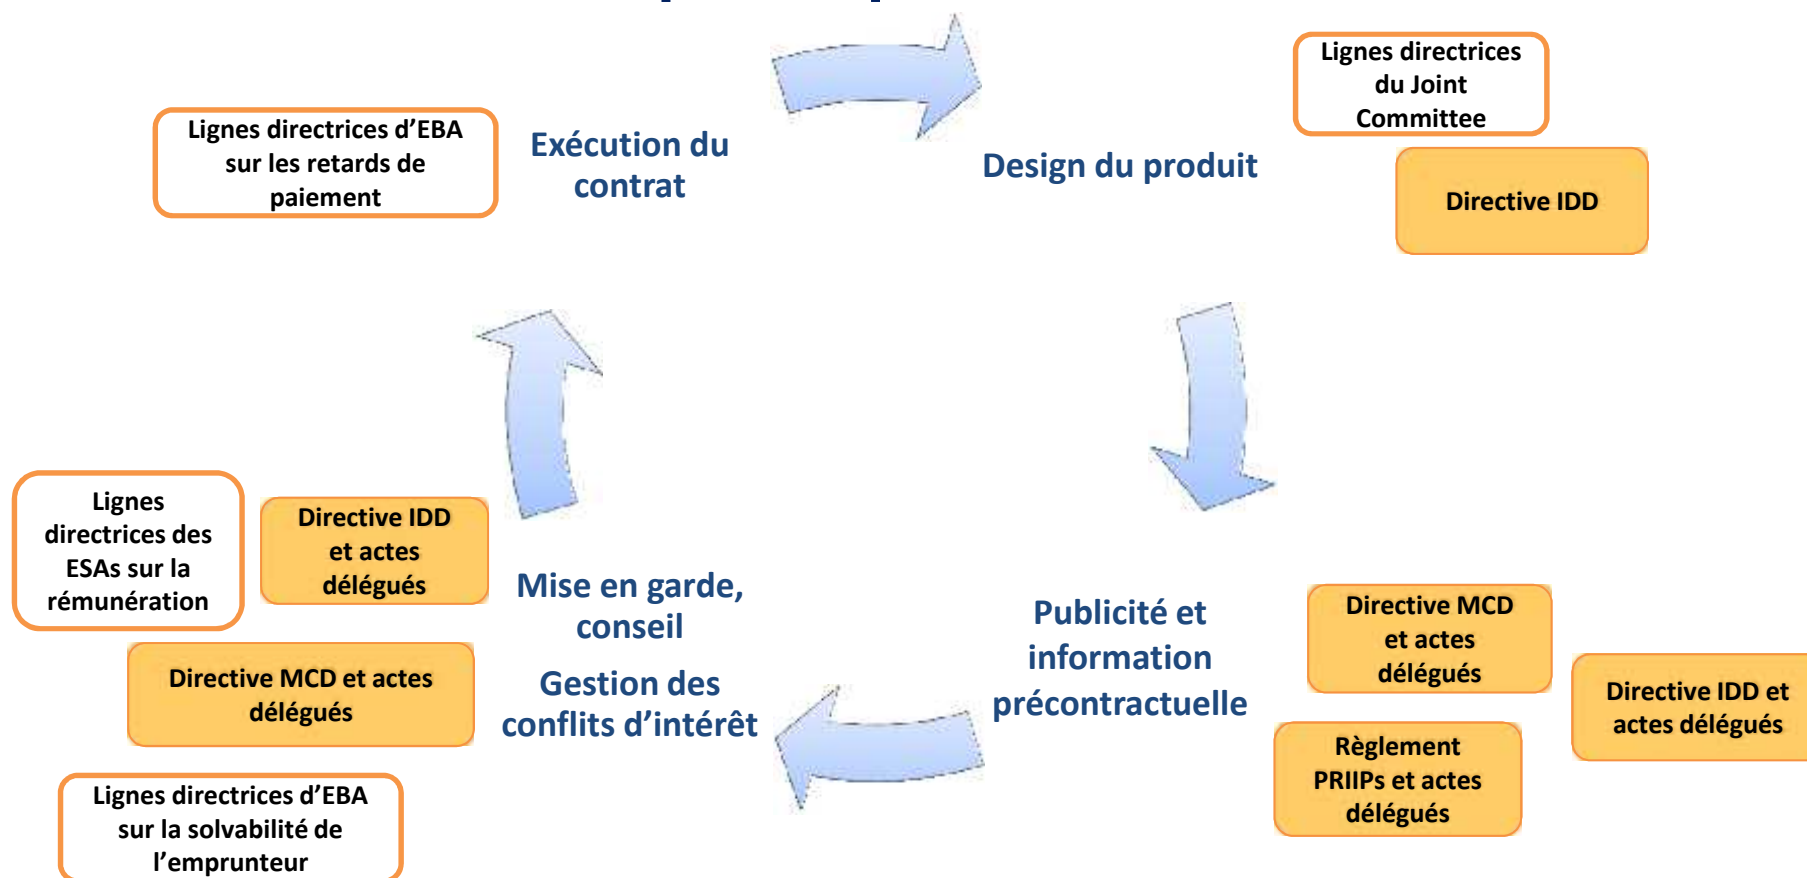 Lignes directrices
du Joint
Committee
Lignes directrices d’EBA
sur les retards de
paiement
Exécution du
contrat
Design du produit
Directive IDD
Lignes
directrices des
ESAs sur la
rémunération
Directive IDD
et actes
délégués
Mise en garde,
conseil
Gestion des
conflits d’intérêt
Publicité et
information
précontractuelle
Directive MCD
et actes
délégués
Directive IDD et
actes délégués
Règlement
PRIIPs et actes
délégués
Directive MCD et actes
délégués
Lignes directrices d’EBA
sur la solvabilité de
l’emprunteur